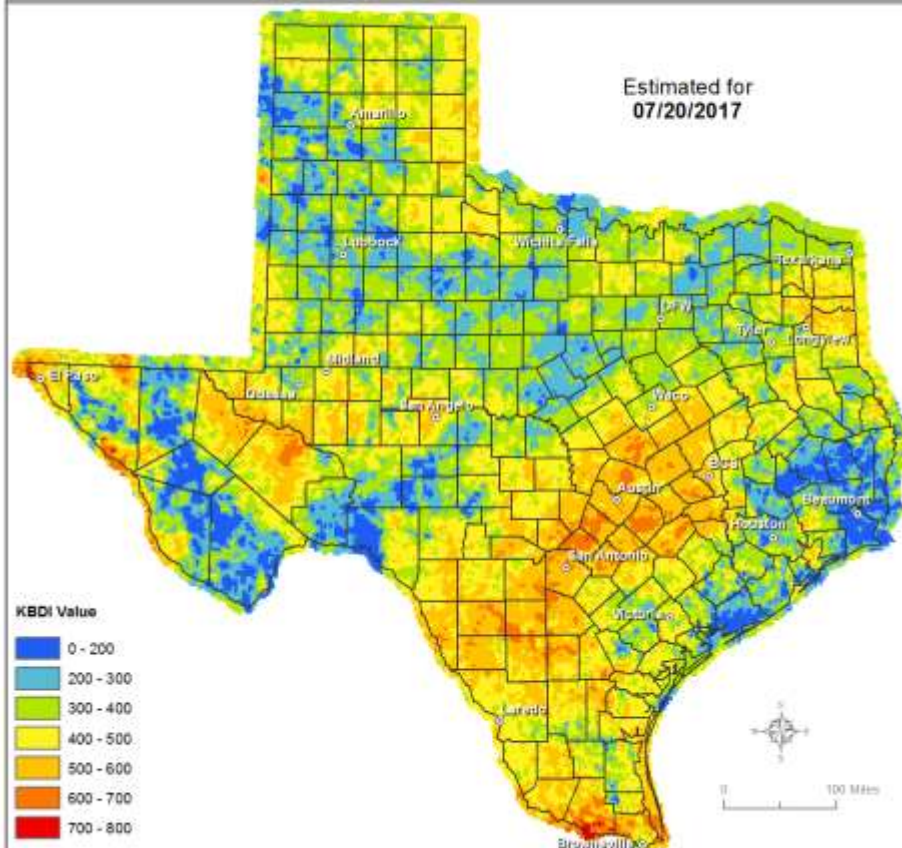 Estimated for
07/20/2017
Amarillo
Lubbock
Wichita Falls
Texarkana
DFW
Tyler
Longview
El Paso
Midland
Odessa
San Angelo
Waco
BCS
Austin
Beaumont
Houston
San Antonio
Victoria
Laredo
Brownsville
KBDI Value
0 - 200
200 - 300
300 - 400
400 - 500
500 - 600
600 - 700
700 - 800
0 100 Miles